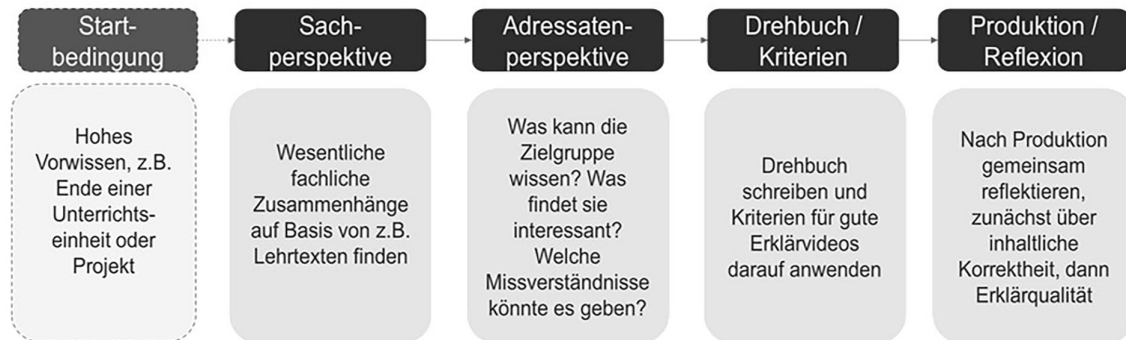 Start-
bedingung
Hohes
Vorwissen, z.B.
Ende einer
Unterrichts-
einheit oder
Projekt
Sach-
perspektive
Wesentliche
fachliche
Zusammenhänge
auf Basis von z.B.
Lehrtexten finden
Adressaten-
perspektive
Was kann die
Zielgruppe
wissen? Was
findet sie
interessant?
Welche
Missverständnisse
könnte es geben?
Drehbuch /
Kriterien
Drehbuch
schreiben und
Kriterien für gute
Erklärvideos
darauf anwenden
Produktion /
Reflexion
Nach Produktion
gemeinsam
reflektieren,
zunächst über
inhaltliche
Korrektheit, dann
Erklärqualität